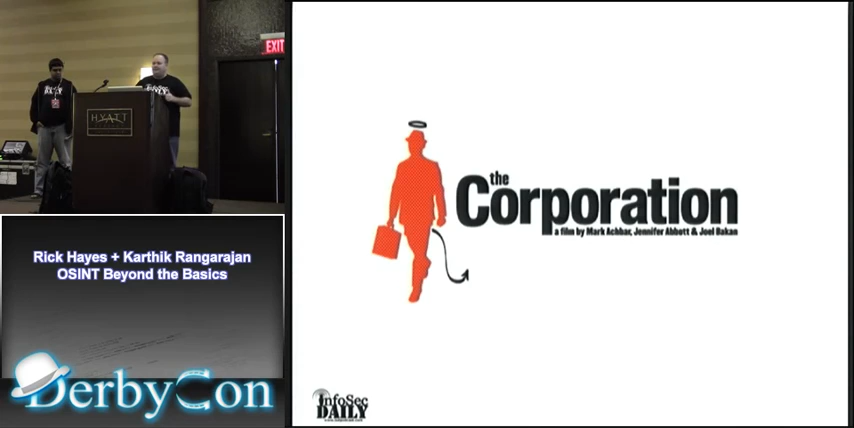 EXIT
HYATT
Rick Hayes + Karthik Rangarajan
OSINT Beyond the Basics
DerbyCon
the
Corporation
a film by Mark Achbar, Jennifer Abbott & Joel Bakan
InfoSec
DAILY